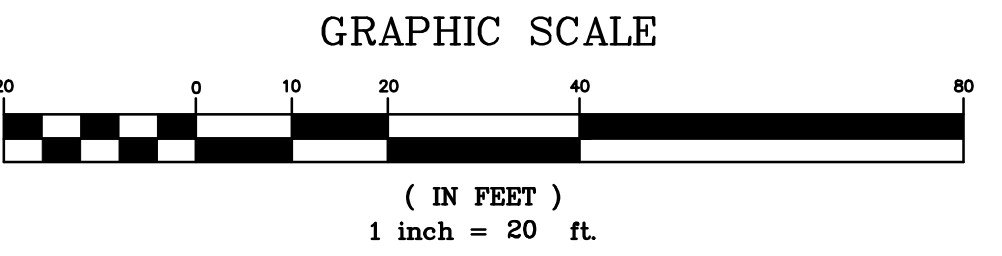 GRAPHIC SCALE
20 0 10 20 40 80
( IN FEET )
1 inch = 20 ft.